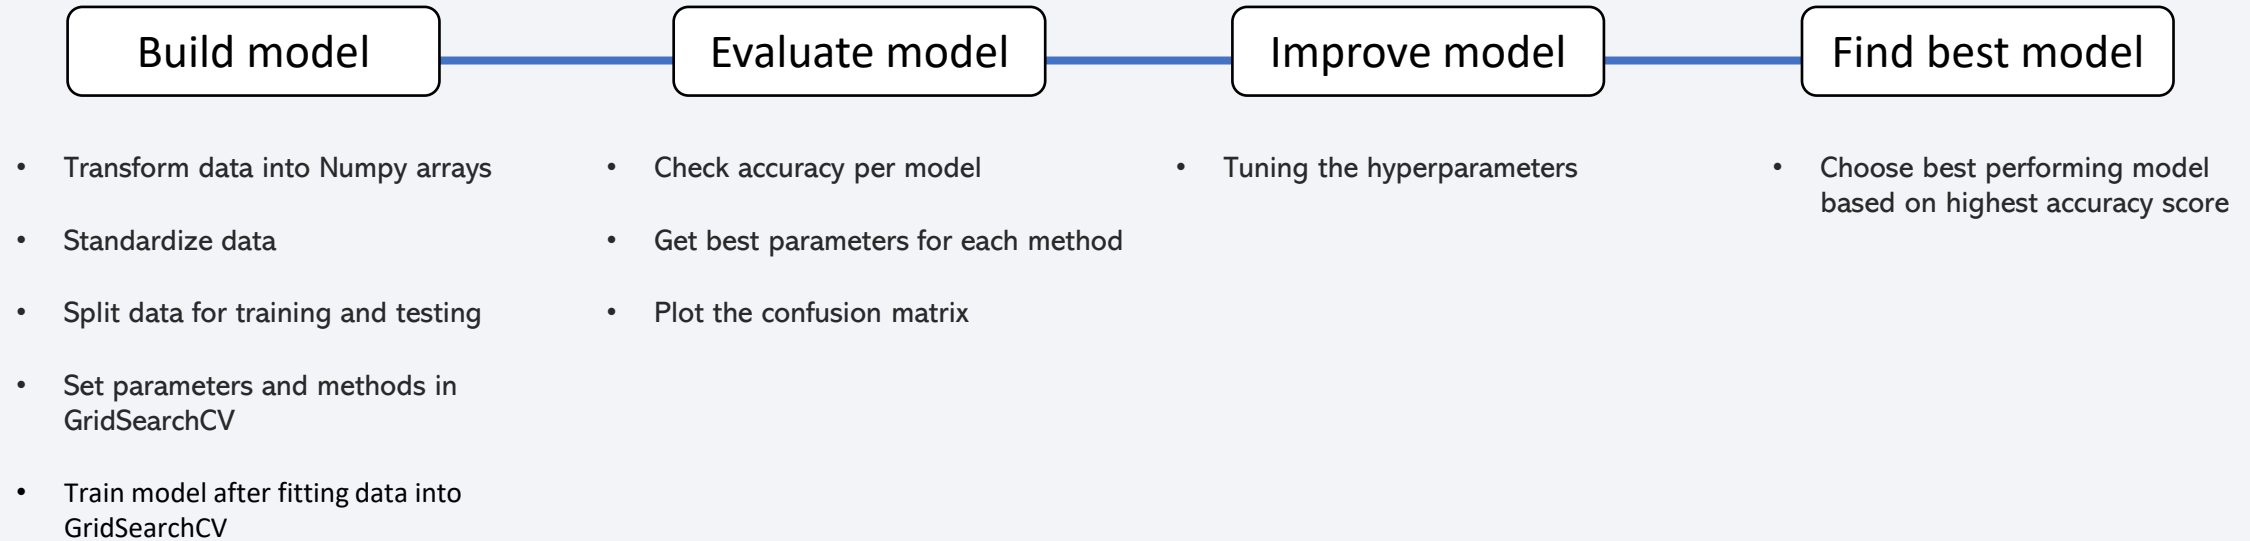 Build model
• Transform data into Numpy arrays
• Standardize data
• Split data for training and testing
• Set parameters and methods in
GridSearchCV
• Train model after fitting data into
GridSearchCV
Evaluate model
• Check accuracy per model
• Get best parameters for each method
• Plot the confusion matrix
Improve model
• Tuning the hyperparameters
Find best model
• Choose best performing model
based on highest accuracy score